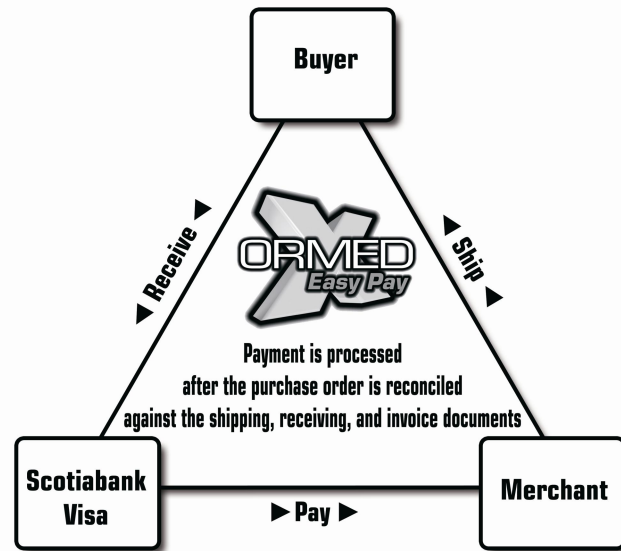 Buyer
Receive
Ship
X
ORMED
Easy Pay
Payment is processed
after the purchase order is reconciled
against the shipping, receiving, and invoice documents
Scotiabank
Visa
Pay
Merchant